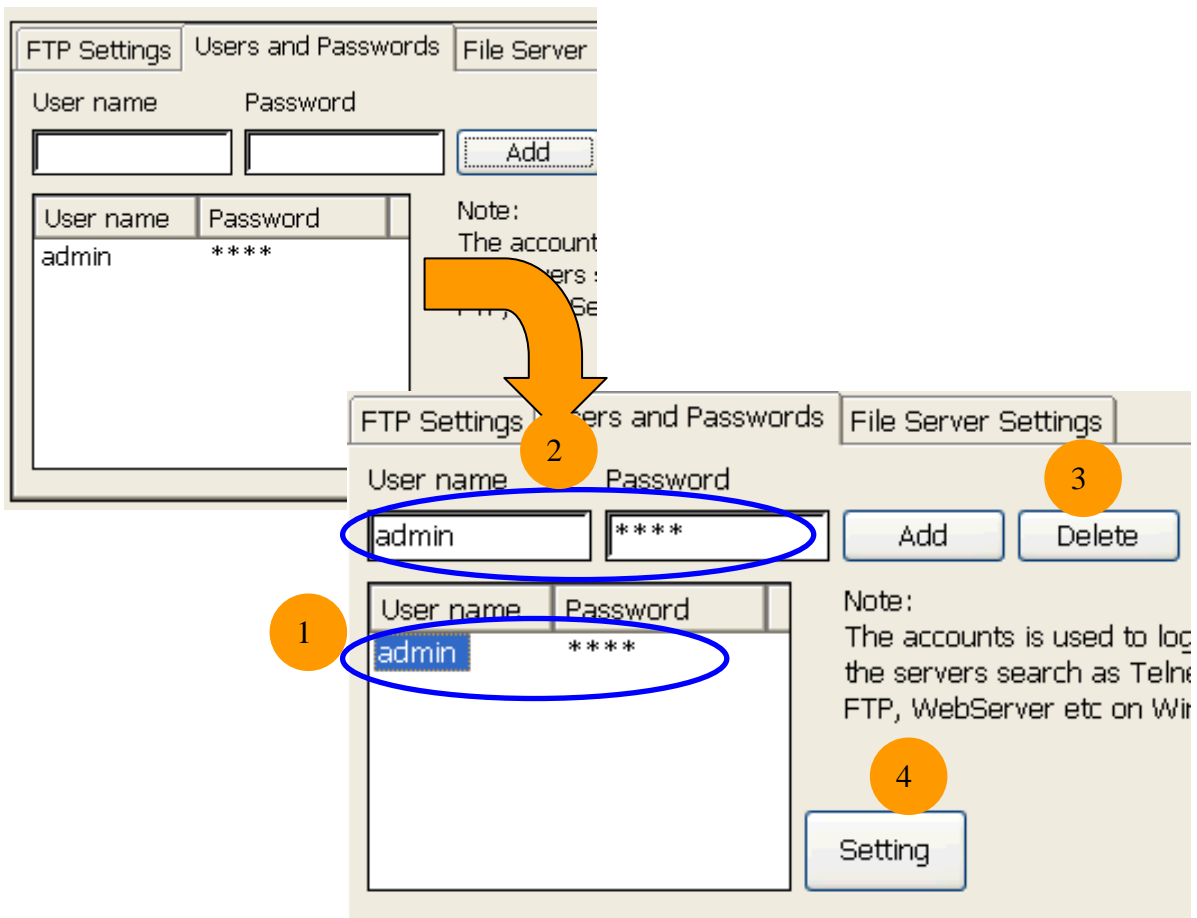 FTP Settings Users and Passwords File Server
User name Password
Add
User name Password
admin ****
Note:
The account
FTP Settings Users and Passwords File Server Settings
2
3
User name Password
admin **** Add Delete
1
User name Password
admin ****
Note:
The accounts is used to log
the servers search as Telne
FTP, WebServer etc on Wi
4
Setting